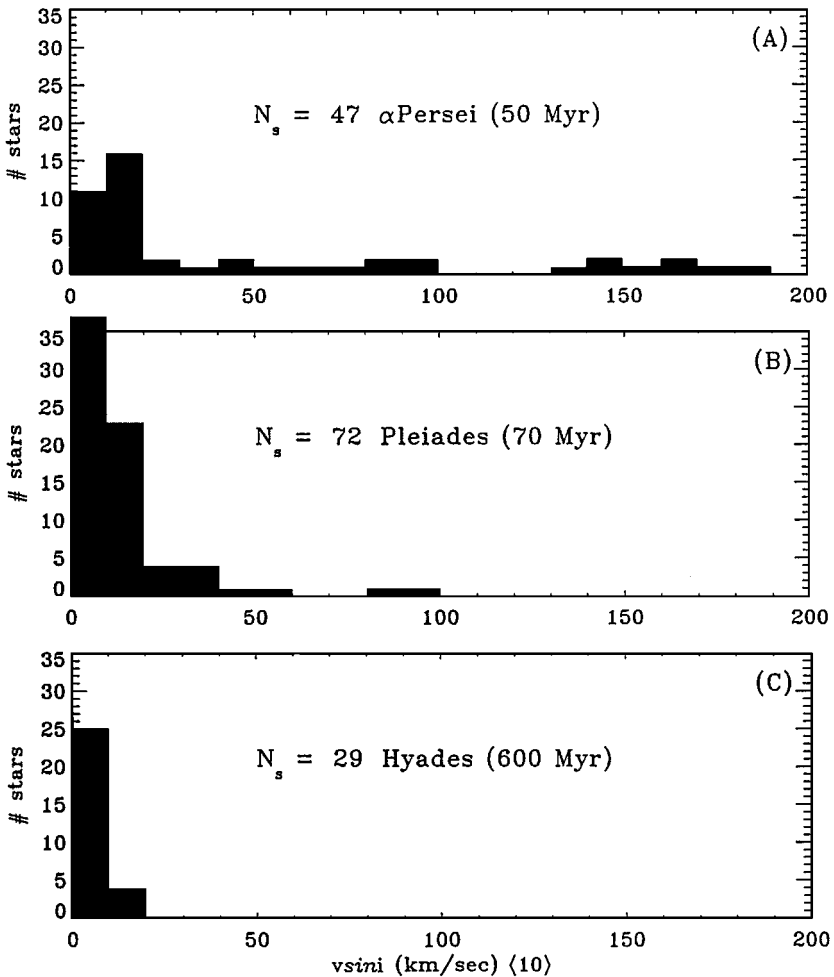 35
30
25
20
15
10
5
0
# stars
(A)
N_s = 47 αPersei (50 Myr)
0 50 100 150 200
35
30
25
20
15
10
5
0
# stars
(B)
N_s = 72 Pleiades (70 Myr)
0 50 100 150 200
35
30
25
20
15
10
5
0
# stars
(C)
N_s = 29 Hyades (600 Myr)
0 50 100 150 200
vsini (km/sec) ⟨10⟩